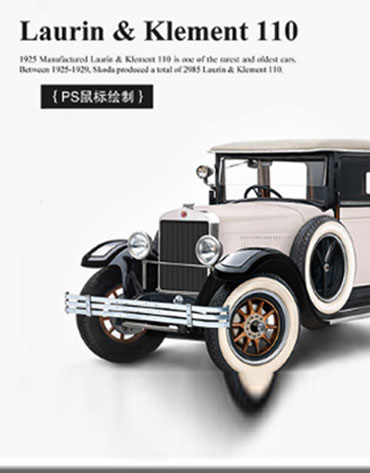 Laurin & Klement 110
1925 Manufactured Laurin & Klement 110 is one of the rarest and oldest cars.
Between 1925-1929, Skoda produced a total of 2985 Laurin & Klement 110.
{ PS鼠标绘制 }